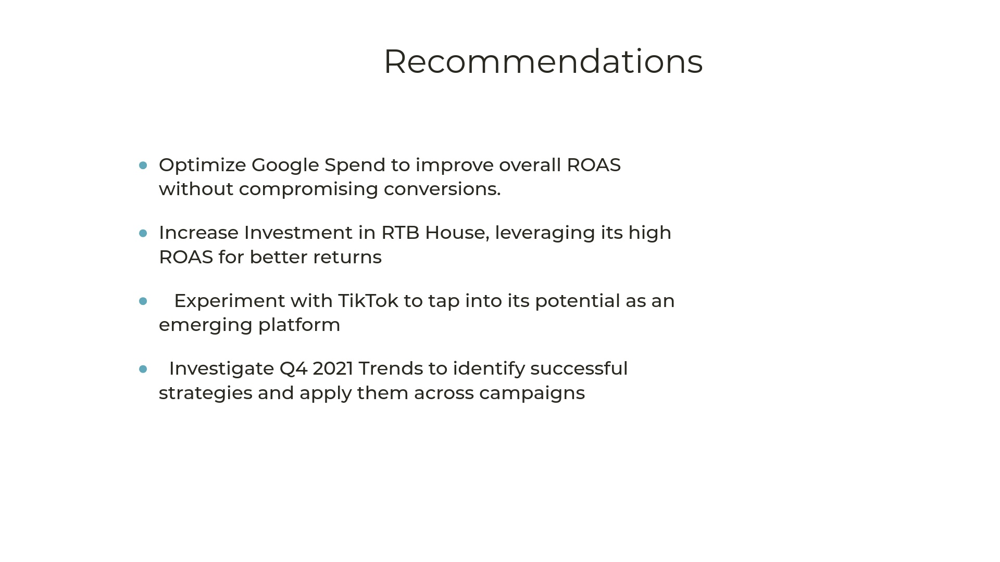 Recommendations
• Optimize Google Spend to improve overall ROAS
without compromising conversions.
• Increase Investment in RTB House, leveraging its high
ROAS for better returns
• Experiment with TikTok to tap into its potential as an
emerging platform
• Investigate Q4 2021 Trends to identify successful
strategies and apply them across campaigns